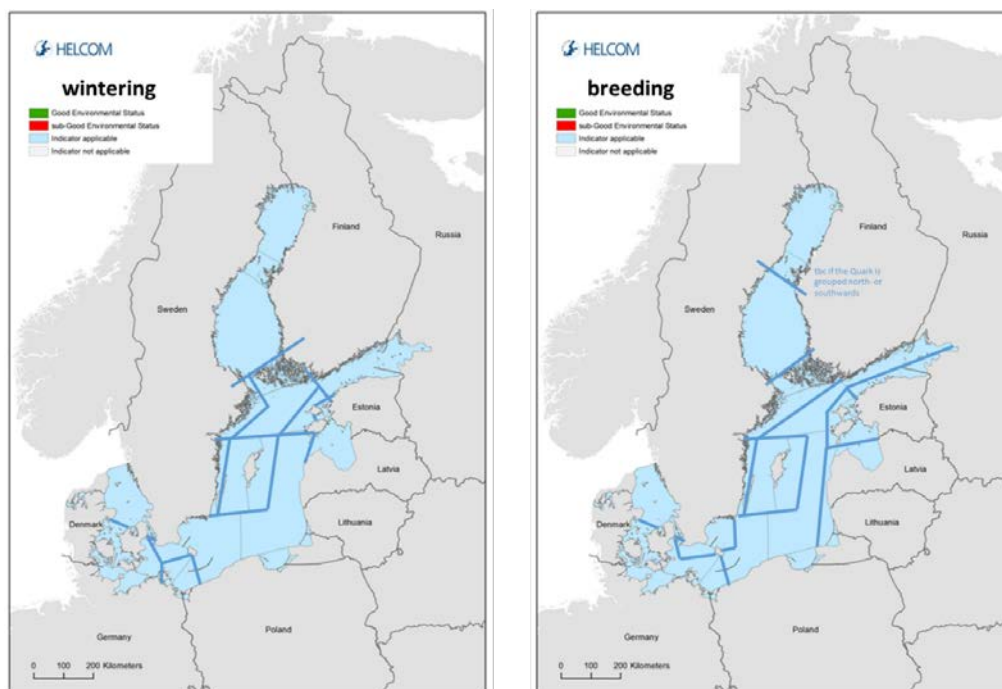 HELCOM
wintering
Good Environmental Status
sub-Good Environmental Status
Indicator applicable
Indicator not applicable
Finland
Russia
Sweden
Estonia
Latvia
Denmark
Lithuania
Germany
Poland
0 100 200 Kilometers
HELCOM
breeding
Good Environmental Status
sub-Good Environmental Status
Indicator applicable
Indicator not applicable
Finland
Russia
tbc if the Quark is
grouped north- or
southwards
Sweden
Estonia
Latvia
Denmark
Lithuania
Germany
Poland
0 100 200 Kilometers